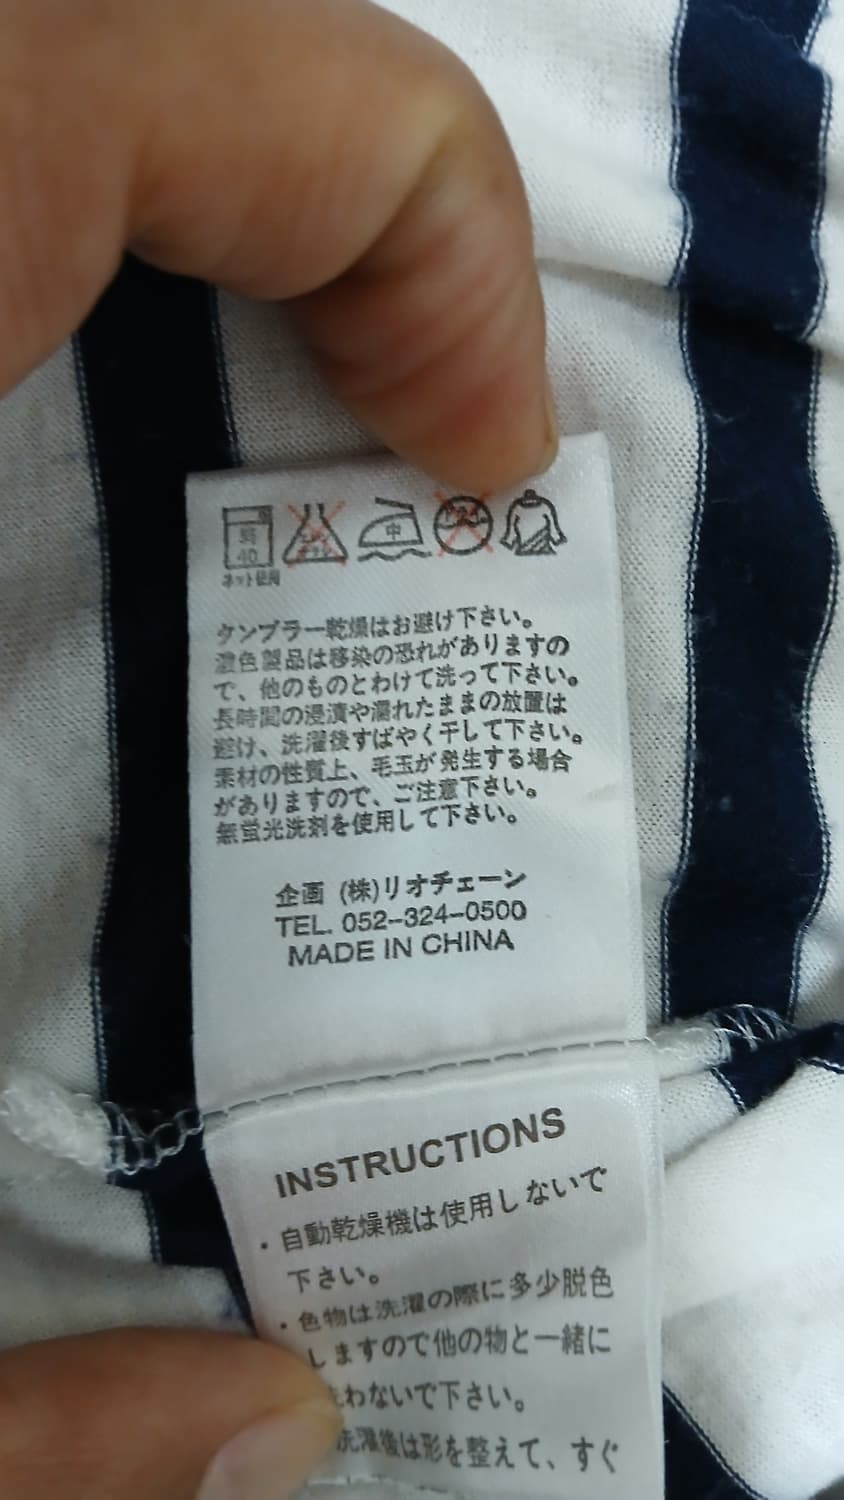 40
ネット使用
中
タンブラー乾燥はお避け下さい。
濃色製品は移染の恐れがありますの
で、他のものとわけて洗って下さい。
長時間の浸漬や濡れたままの放置は
避け、洗濯後すばやく干して下さい。
素材の性質上、毛玉が発生する場合
がありますので、ご注意下さい。
無蛍光洗剤を使用して下さい。
企画 (株)リオチェーン
TEL. 052-324-0500
MADE IN CHINA
INSTRUCTIONS
・自動乾燥機は使用しないで
下さい。
・色物は洗濯の際に多少脱色
しますので他の物と一緒に
わないで下さい。
洗濯後は形を整えて、すぐ